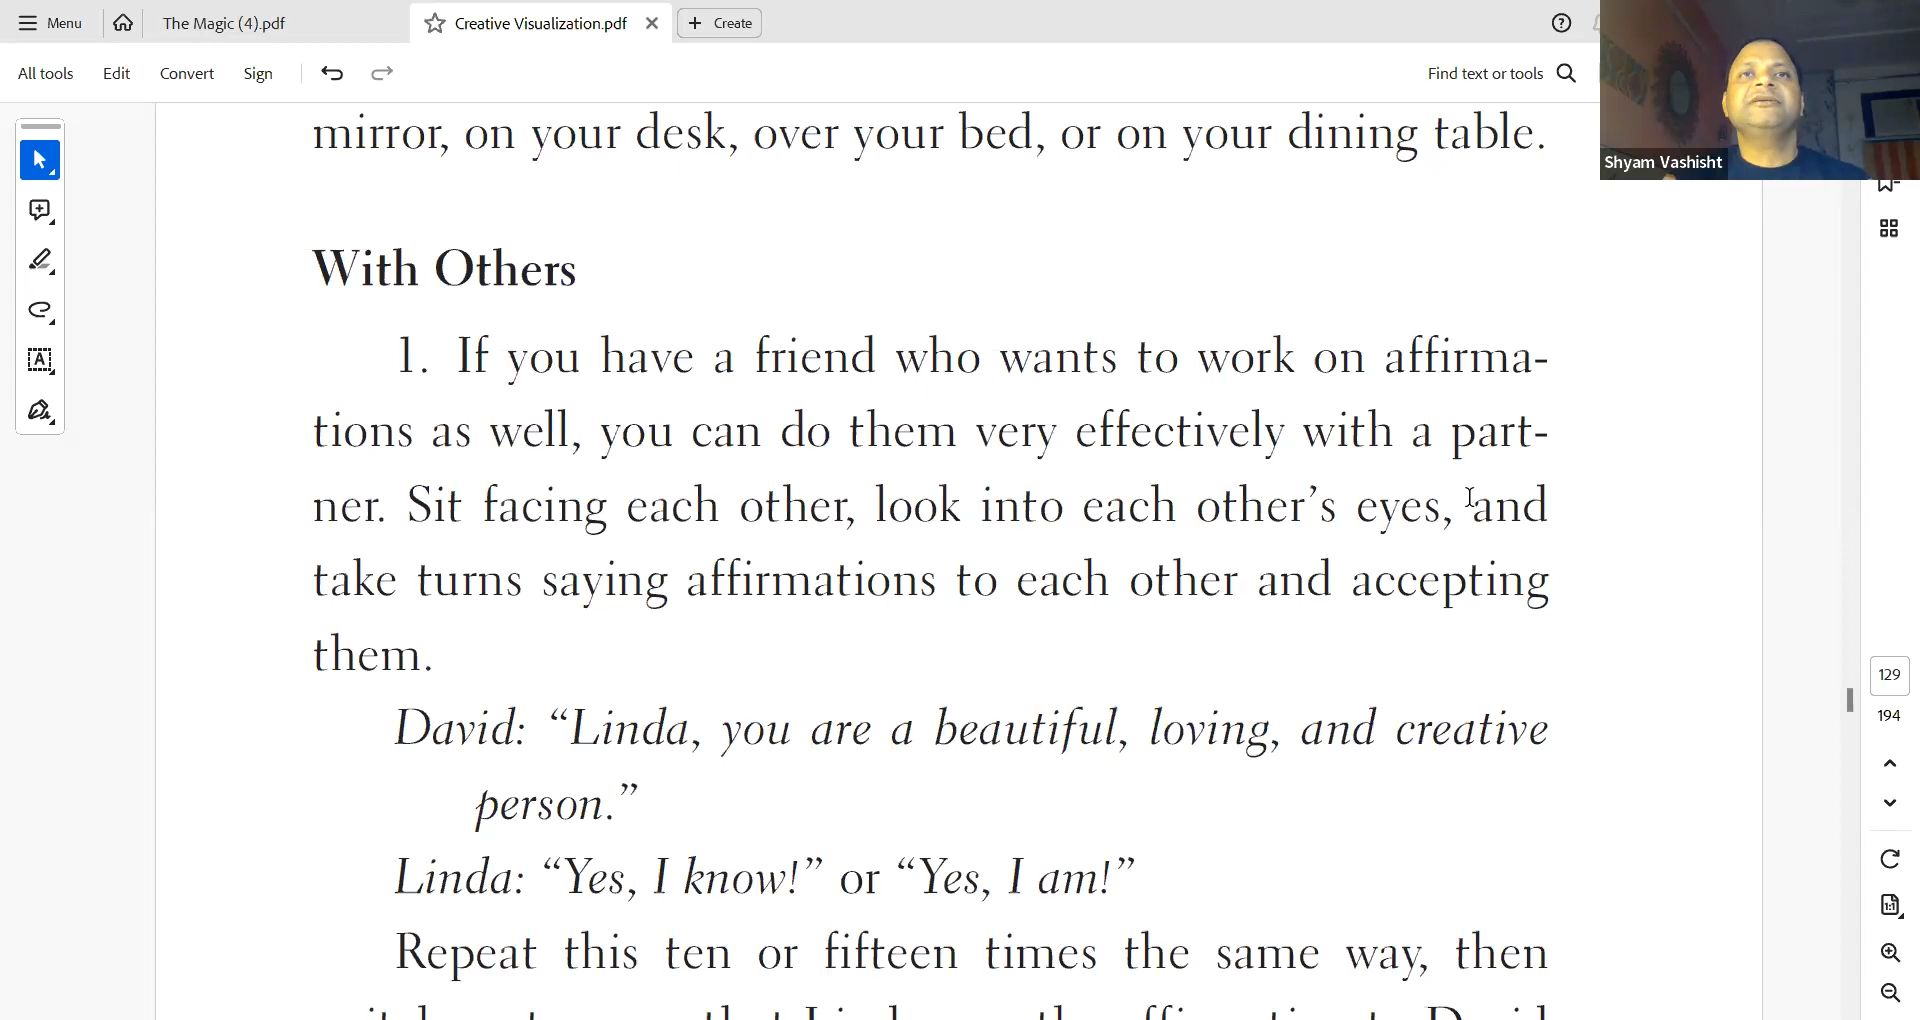 Menu
The Magic (4).pdf
Creative Visualization.pdf
Create
All tools
Edit
Convert
Sign
Find text or tools
Shyam Vashisht
mirror, on your desk, over your bed, or on your dining table.
With Others
1. If you have a friend who wants to work on affirma-
tions as well, you can do them very effectively with a part-
ner. Sit facing each other, look into each other’s eyes, and
take turns saying affirmations to each other and accepting
them.
David: “Linda, you are a beautiful, loving, and creative
person.”
Linda: “Yes, I know!” or “Yes, I am!”
Repeat this ten or fifteen times the same way, then
129
194